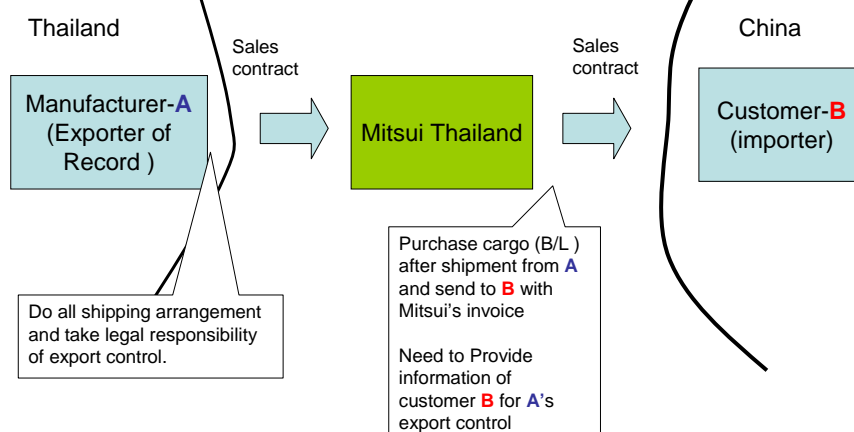 Thailand
Sales
contract
Sales
contract
China
Manufacturer-A
(Exporter of
Record )
Mitsui Thailand
Customer-B
(importer)
Do all shipping arrangement
and take legal responsibility
of export control.
Purchase cargo (B/L )
after shipment from A
and send to B with
Mitsui's invoice
Need to Provide
information of
customer B for A's
export control